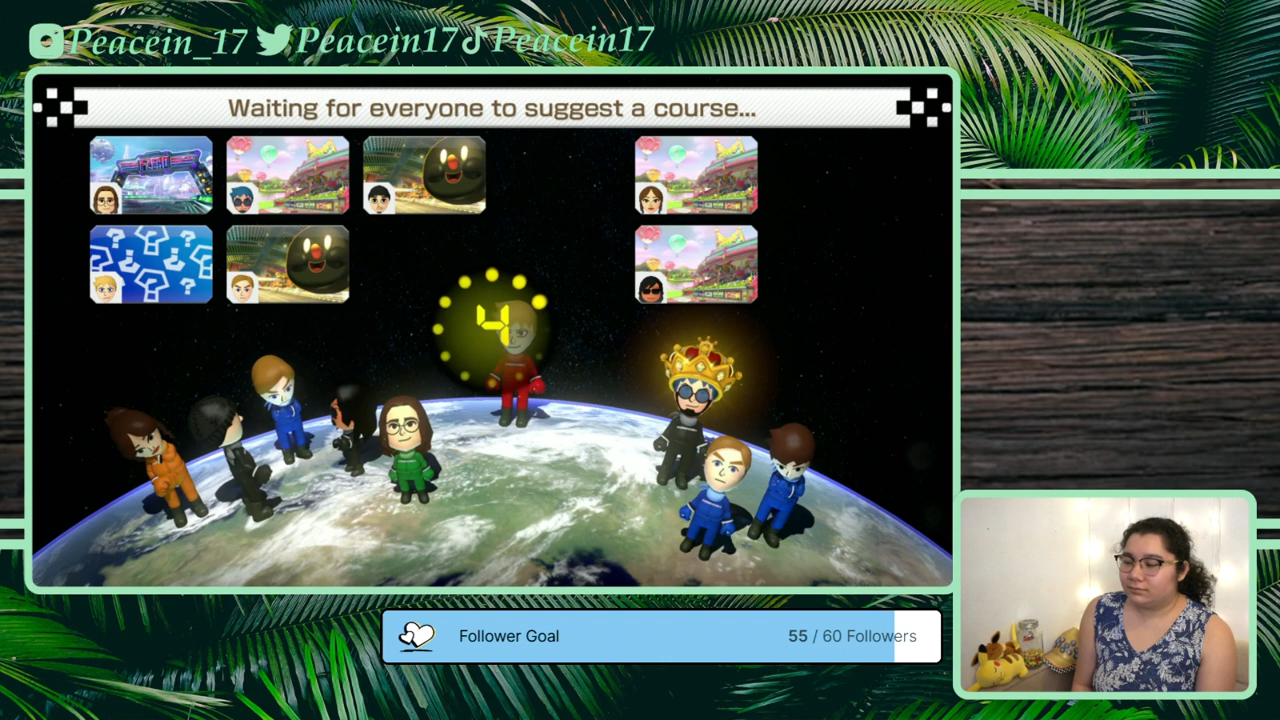 Peacein_17 Peacein17 Peacein17
Waiting for everyone to suggest a course...
4
Follower Goal 55 / 60 Followers